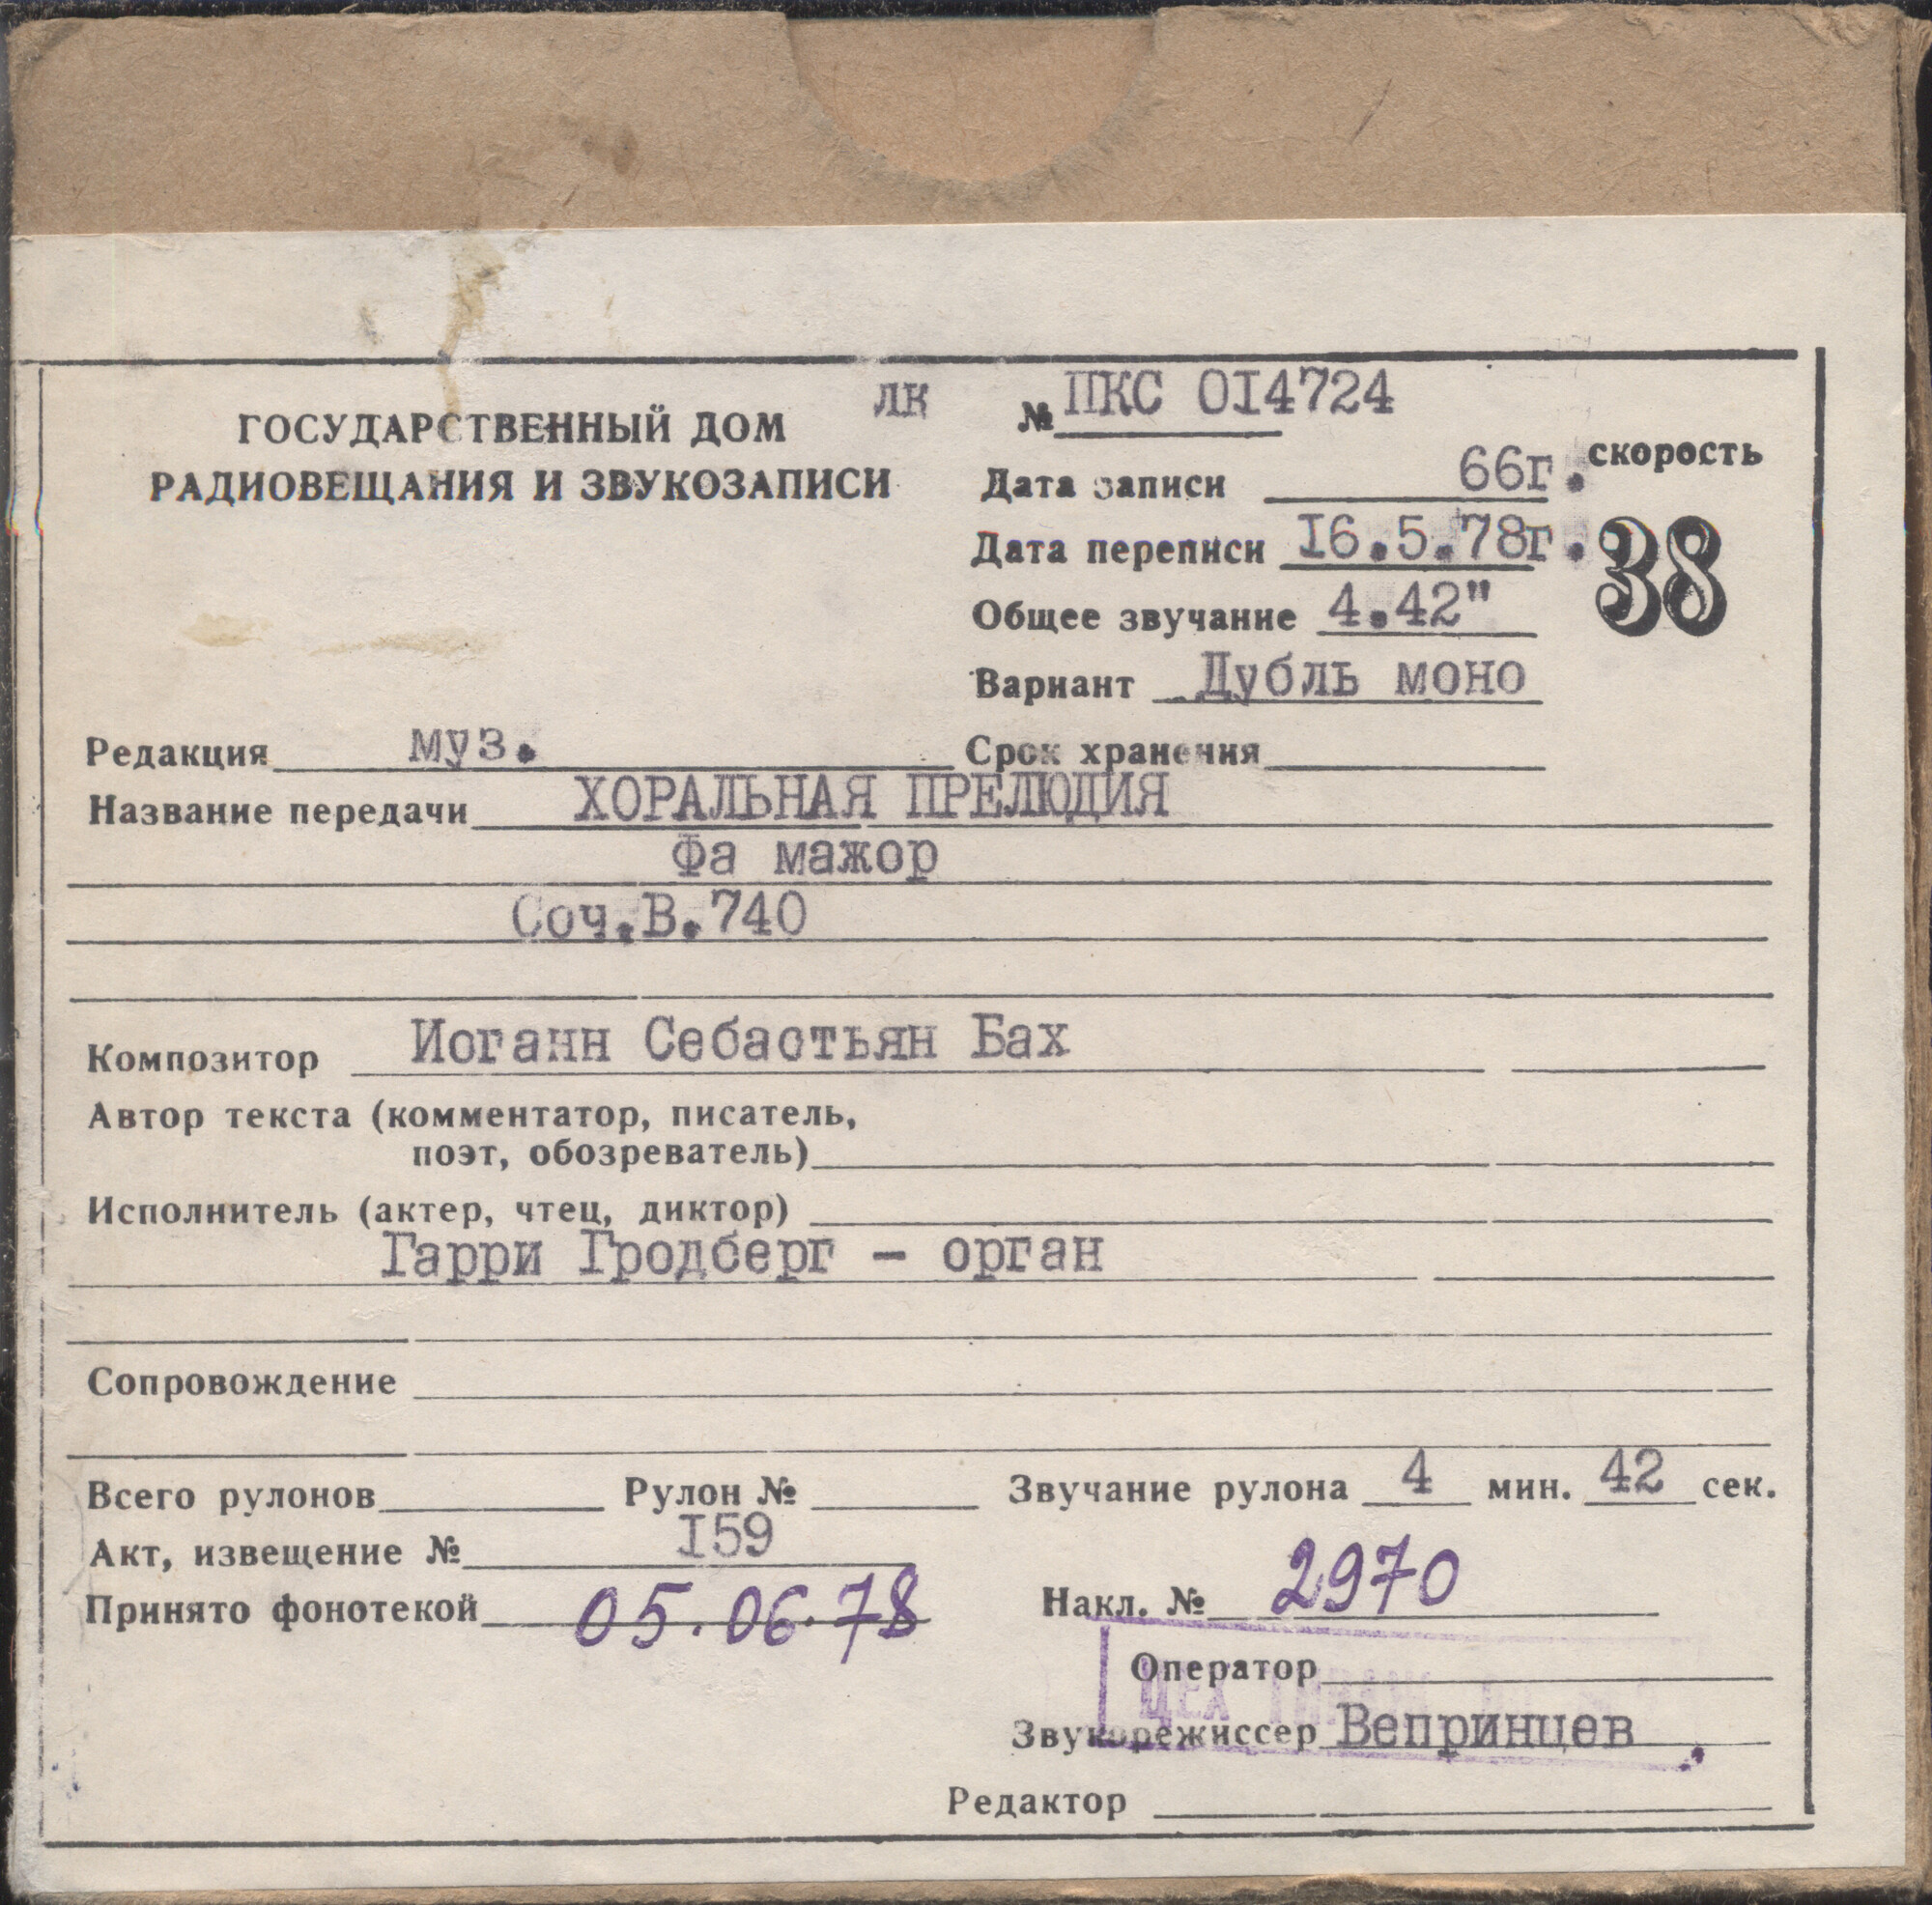 ЛК № ПКС 0I4724
ГОСУДАРСТВЕННЫЙ ДОМ
РАДИОВЕЩАНИЯ И ЗВУКОЗАПИСИ
Дата записи 66г. скорость
Дата переписи I6.5.78г. 38
Общее звучание 4.42"
Вариант Дубль моно
Редакция муз. Срок хранения
Название передачи ХОРАЛЬНАЯ ПРЕЛЮДИЯ
Фа мажор
Соч.В.740
Композитор Иоганн Себастьян Бах
Автор текста (комментатор, писатель,
поэт, обозреватель)
Исполнитель (актер, чтец, диктор)
Гарри Гродберг – орган
Сопровождение
Всего рулонов Рулон № Звучание рулона 4 мин. 42 сек.
Акт, извещение № I59
Принято фонотекой 05.06.78 Накл. № 2970
Оператор
ЦЕХ
Звукорежиссер Вепринцев
Редактор